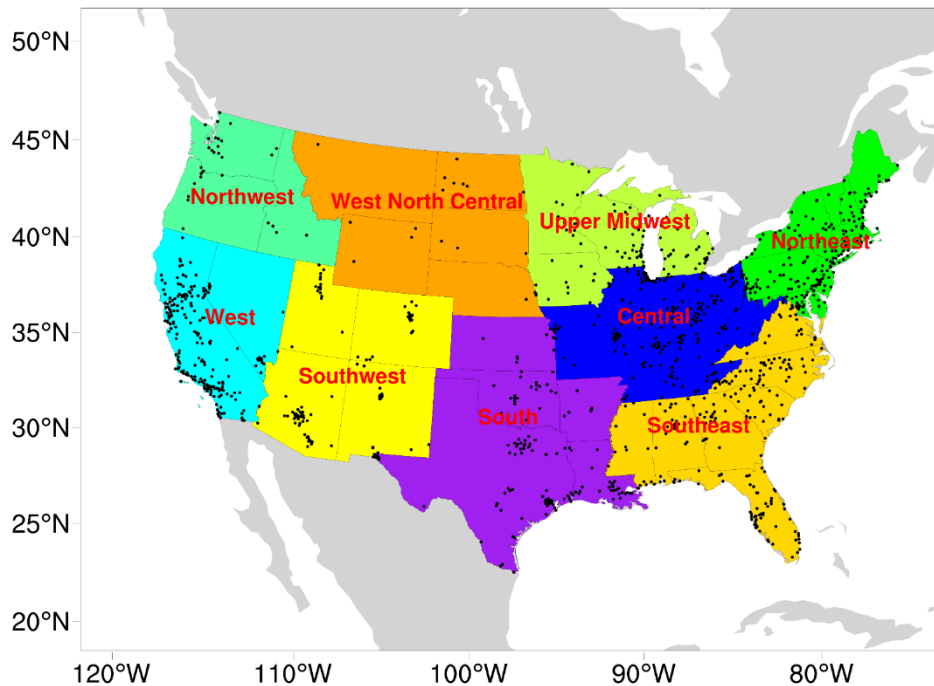 50°N
45°N
40°N
35°N
30°N
25°N
20°N
Northwest
West North Central
Upper Midwest
Northeast
West
Central
Southwest
South
Southeast
120°W
110°W
100°W
90°W
80°W